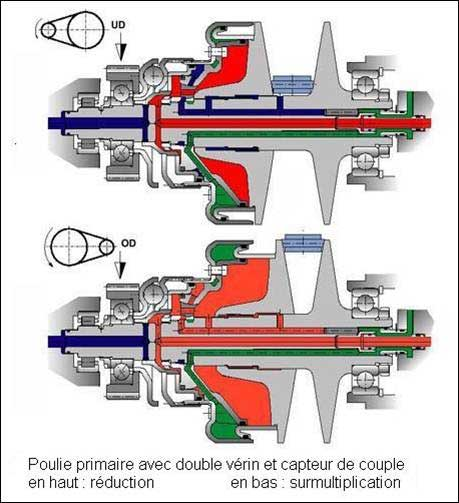 UD
OD
Poulie primaire avec double vérin et capteur de couple
en haut : réduction en bas : surmultiplication